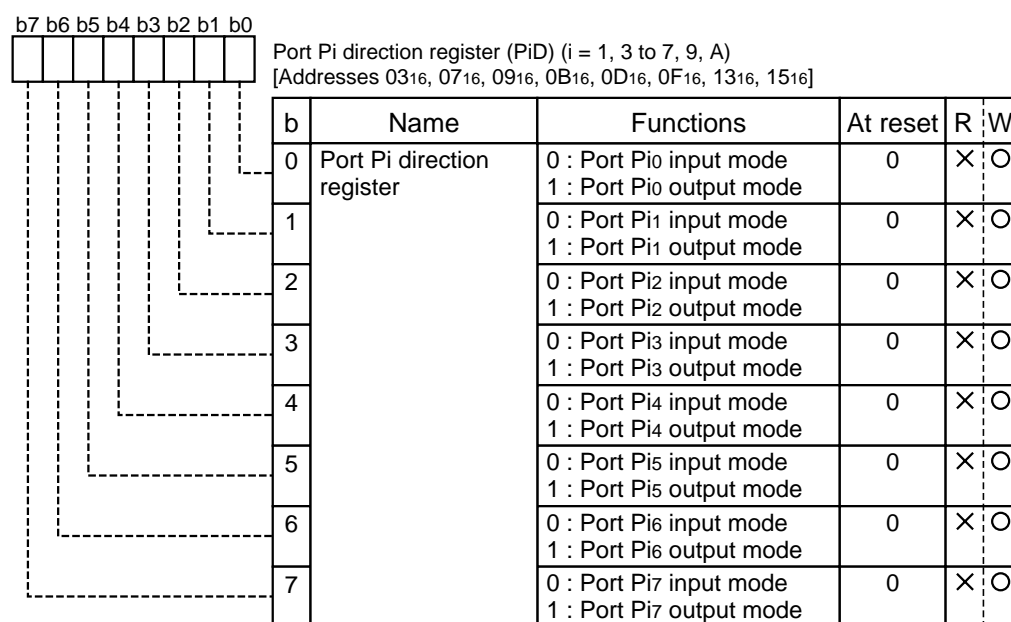 b7 b6 b5 b4 b3 b2 b1 b0
Port Pi direction register (PiD) (i = 1, 3 to 7, 9, A)
[Addresses 0316, 0716, 0916, 0B16, 0D16, 0F16, 1316, 1516]
b Name Functions At reset R W
0 Port Pi direction register 0 : Port Pi0 input mode 0 × ○
1 : Port Pi0 output mode
1 0 : Port Pi1 input mode 0 × ○
1 : Port Pi1 output mode
2 0 : Port Pi2 input mode 0 × ○
1 : Port Pi2 output mode
3 0 : Port Pi3 input mode 0 × ○
1 : Port Pi3 output mode
4 0 : Port Pi4 input mode 0 × ○
1 : Port Pi4 output mode
5 0 : Port Pi5 input mode 0 × ○
1 : Port Pi5 output mode
6 0 : Port Pi6 input mode 0 × ○
1 : Port Pi6 output mode
7 0 : Port Pi7 input mode 0 × ○
1 : Port Pi7 output mode